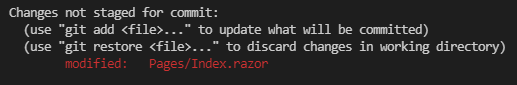 Changes not staged for commit:
(use "git add <file>..." to update what will be committed)
(use "git restore <file>..." to discard changes in working directory)
modified: Pages/Index.razor